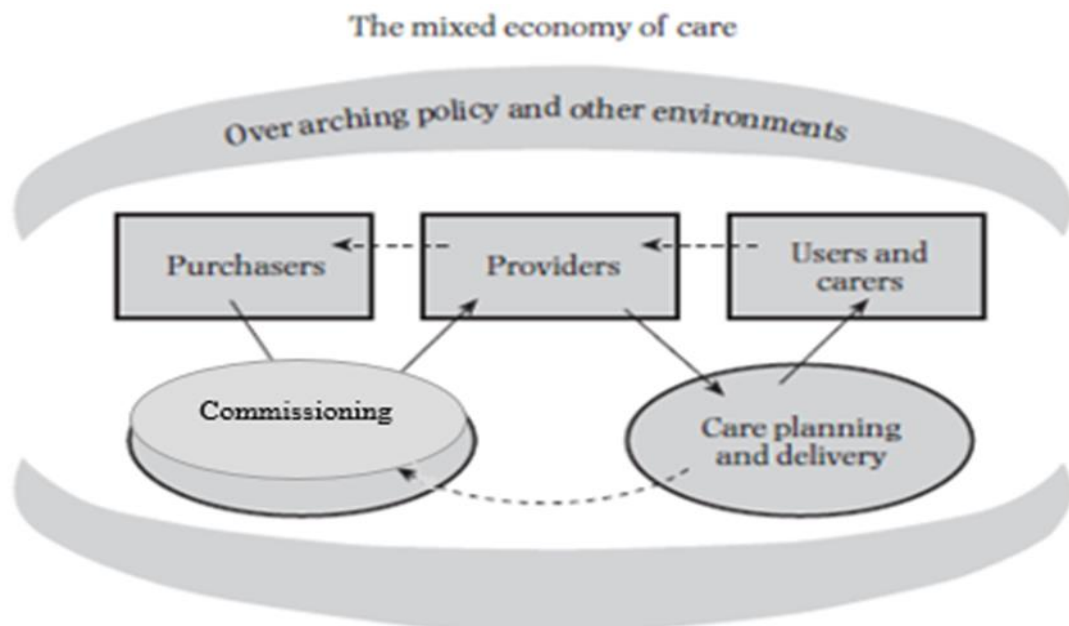 The mixed economy of care
Over arching policy and other environments
Purchasers
Providers
Users and
carers
Commissioning
Care planning
and delivery